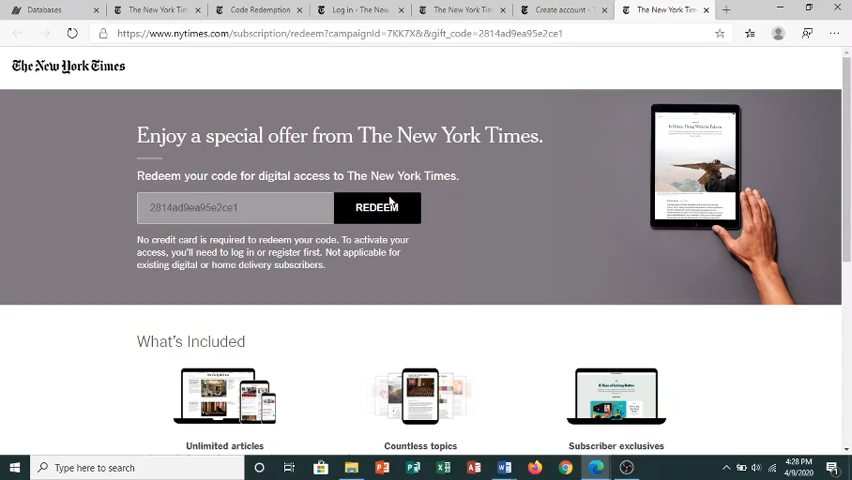 Databases
The New York Tim
Code Redemption
Log in - The New
The New York Tim
Create account - T
The New York Tim
https://www.nytimes.com/subscription/redeem?campaignId=7KK7X&&gift_code=2814ad9ea95e2ce1
The New York Times
Enjoy a special offer from The New York Times.
Redeem your code for digital access to The New York Times.
2814ad9ea95e2ce1
REDEEM
No credit card is required to redeem your code. To activate your
access, you'll need to log in or register first. Not applicable for
existing digital or home delivery subscribers.
What's Included
Unlimited articles
Countless topics
Subscriber exclusives
Type here to search
4:28 PM
4/9/2020